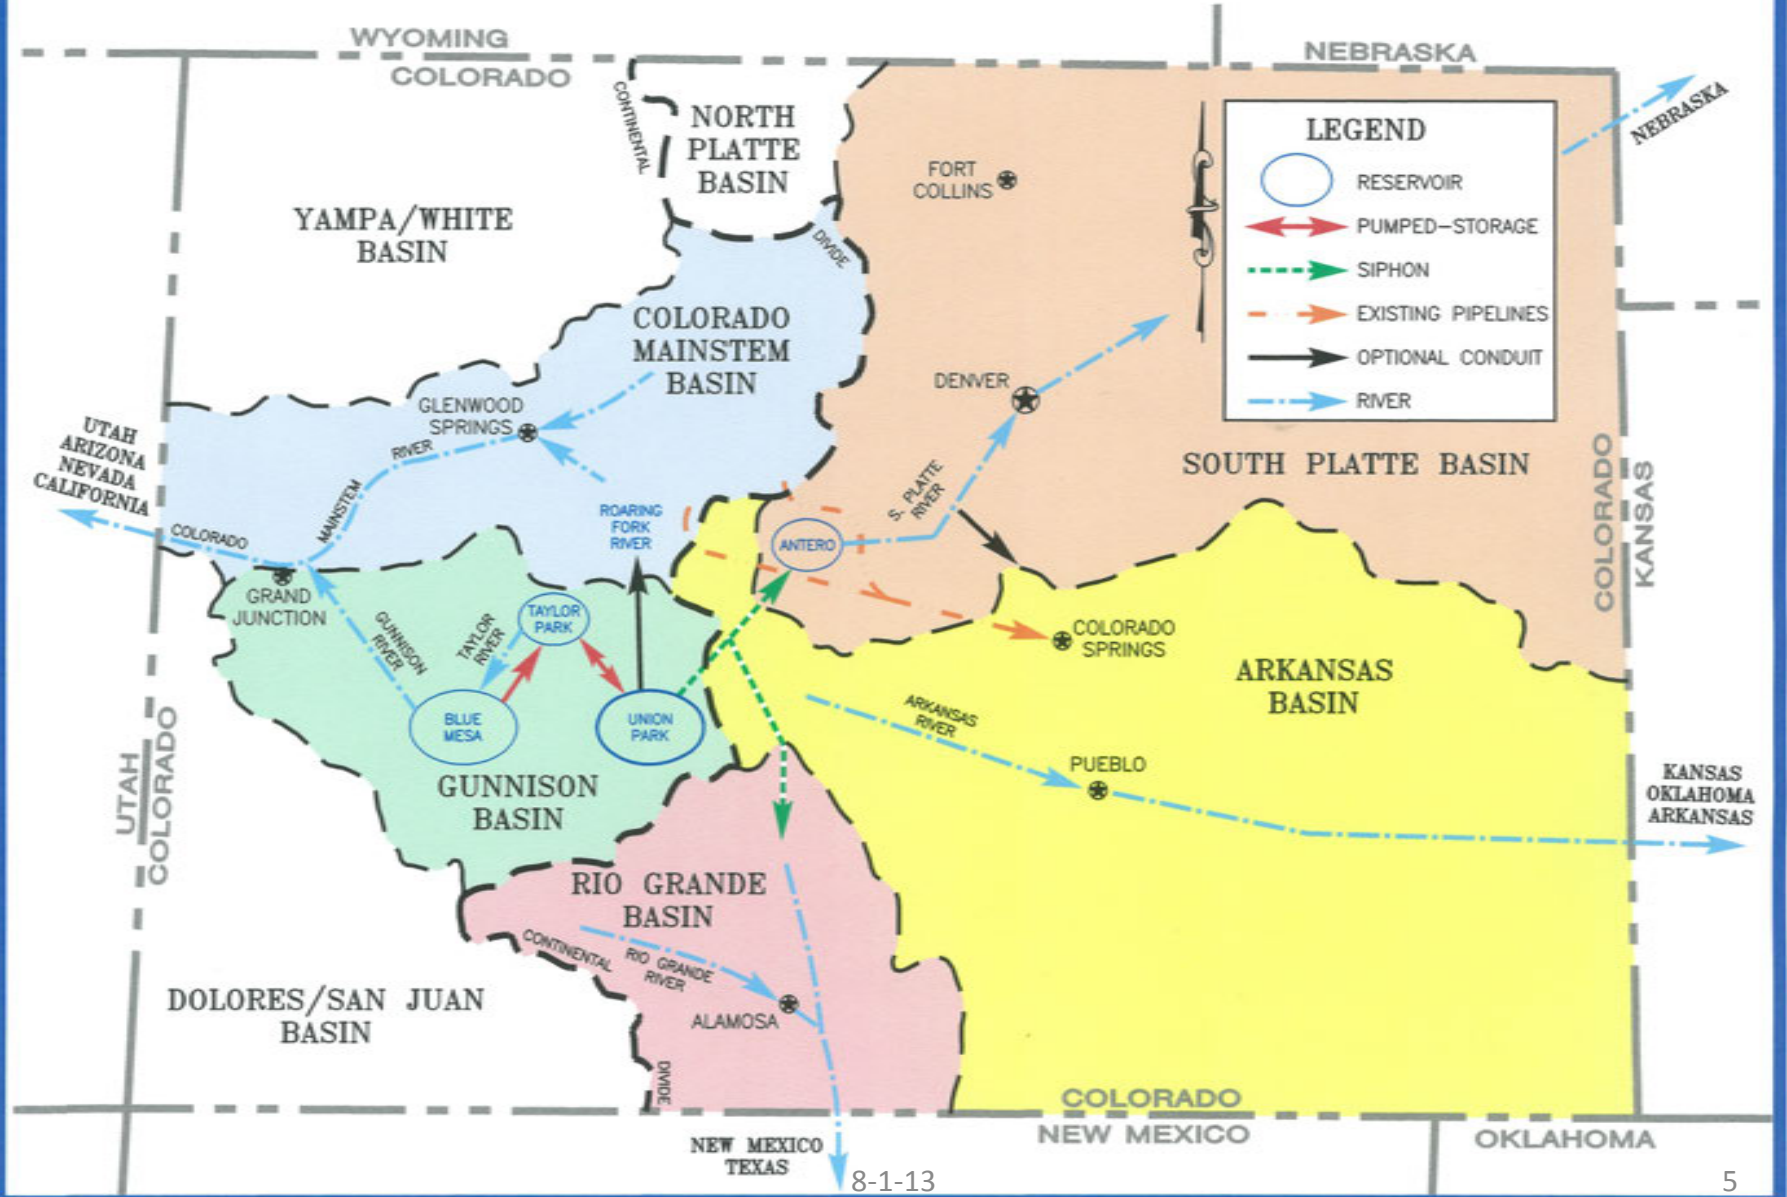 WYOMING
COLORADO
NEBRASKA
NEBRASKA
CONTINENTAL
NORTH
PLATTE
BASIN
DIVIDE
YAMPA/WHITE
BASIN
FORT
COLLINS
LEGEND
RESERVOIR
PUMPED-STORAGE
SIPHON
EXISTING PIPELINES
OPTIONAL CONDUIT
RIVER
COLORADO
MAINSTEM
BASIN
DENVER
GLENWOOD
SPRINGS
UTAH
ARIZONA
NEVADA
CALIFORNIA
RIVER
MAINSTEM
COLORADO
SOUTH PLATTE BASIN
S. PLATTE
RIVER
COLORADO
KANSAS
ROARING
FORK
RIVER
ANTERO
GRAND
JUNCTION
GUNNISON
RIVER
TAYLOR
RIVER
TAYLOR
PARK
COLORADO
SPRINGS
ARKANSAS
BASIN
BLUE
MESA
UNION
PARK
ARKANSAS
RIVER
PUEBLO
GUNNISON
BASIN
UTAH
COLORADO
KANSAS
OKLAHOMA
ARKANSAS
RIO GRANDE
BASIN
CONTINENTAL
RIO GRANDE
RIVER
DOLORES/SAN JUAN
BASIN
ALAMOSA
DIVIDE
COLORADO
NEW MEXICO
OKLAHOMA
NEW MEXICO
TEXAS
8-1-13
5